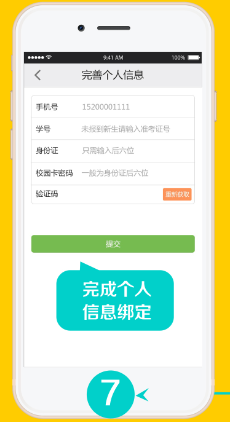 9:41 AM 100%
完善个人信息
手机号 15200001111
学号 未经创新生请输入准考证号
身份证 只需输入后六位
校园卡密码 一般为身份证后六位
验证码 重新获取
提交
完成个人
信息绑定
7